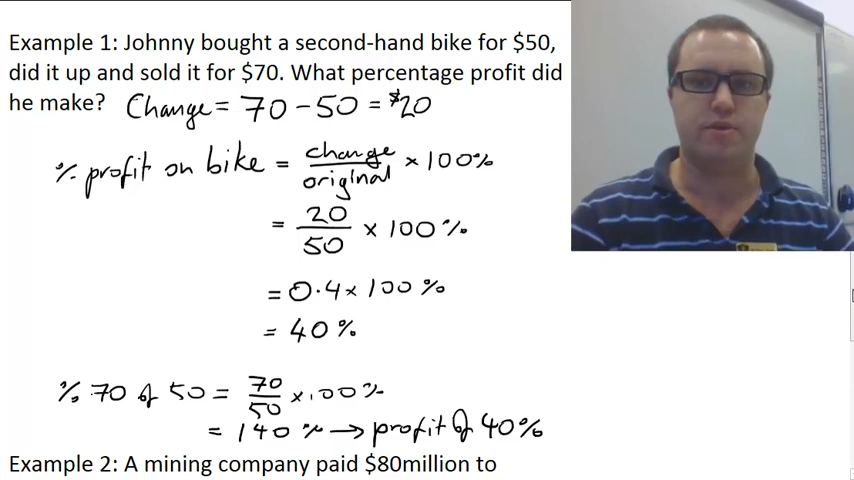 Example 1: Johnny bought a second-hand bike for $50,
did it up and sold it for $70. What percentage profit did
he make? Change = 70 - 50 = $20
% profit on bike = change/original × 100%
= 20/50 × 100%
= 0.4 × 100%
= 40%
% 70 of 50 = 70/50 × 100%
= 140% → profit of 40%
Example 2: A mining company paid $80million to